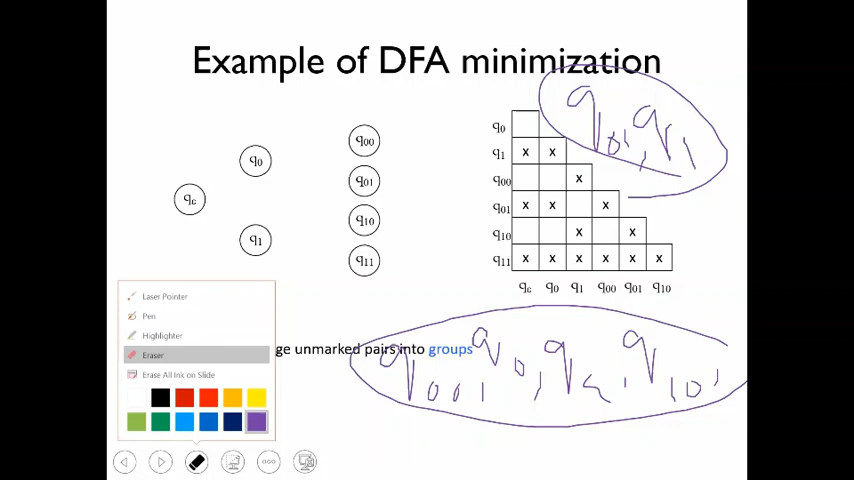 Example of DFA minimization
q0
q1
qε
q00
q01
q10
q11
q0
q1 x x
q00 x
q01 x x x
q10 x x
q11 x x x x x x
qε q0 q1 q00 q01 q10
q0, q1
ge unmarked pairs into groups
q00, q0, qε, q10,
Laser Pointer
Pen
Highlighter
Eraser
Erase All Ink on Slide